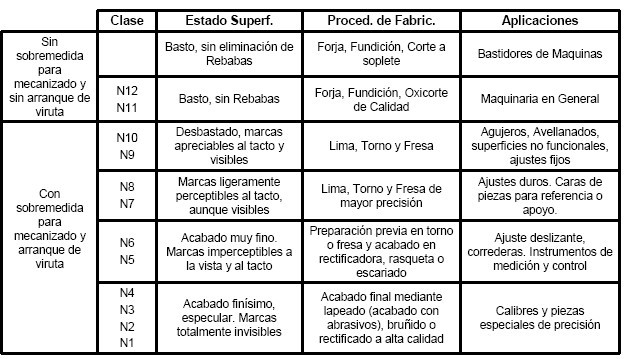 Clase Estado Superf. Proced. de Fabric. Aplicaciones
Sin
sobremedida
para
mecanizado y
sin arranque de
viruta
Basto, sin eliminación de
Rebabas
Forja, Fundición, Corte a
soplete
Bastidores de Maquinas
N12
N11
Basto, sin Rebabas
Forja, Fundición, Oxicorte
de Calidad
Maquinaria en General
Con
sobremedida
para
mecanizado y
arranque de
viruta
N10
N9
Desbastado, marcas
apreciables al tacto y
visibles
Lima, Torno y Fresa
Agujeros, Avellanados,
superficies no funcionales,
ajustes fijos
N8
N7
Marcas ligeramente
perceptibles al tacto,
aunque visibles
Lima, Torno y Fresa de
mayor precisión
Ajustes duros. Caras de
piezas para referencia o
apoyo.
N6
N5
Acabado muy fino.
Marcas imperceptibles a
la vista y al tacto
Preparación previa en torno
o fresa y acabado en
rectificadora, rasqueta o
escariado
Ajuste deslizante,
correderas. Instrumentos de
medición y control
N4
N3
N2
N1
Acabado finísimo,
especular. Marcas
totalmente invisibles
Acabado final mediante
lapeado (acabado con
abrasivos), bruñido o
rectificado a alta calidad
Calibres y piezas
especiales de precisión